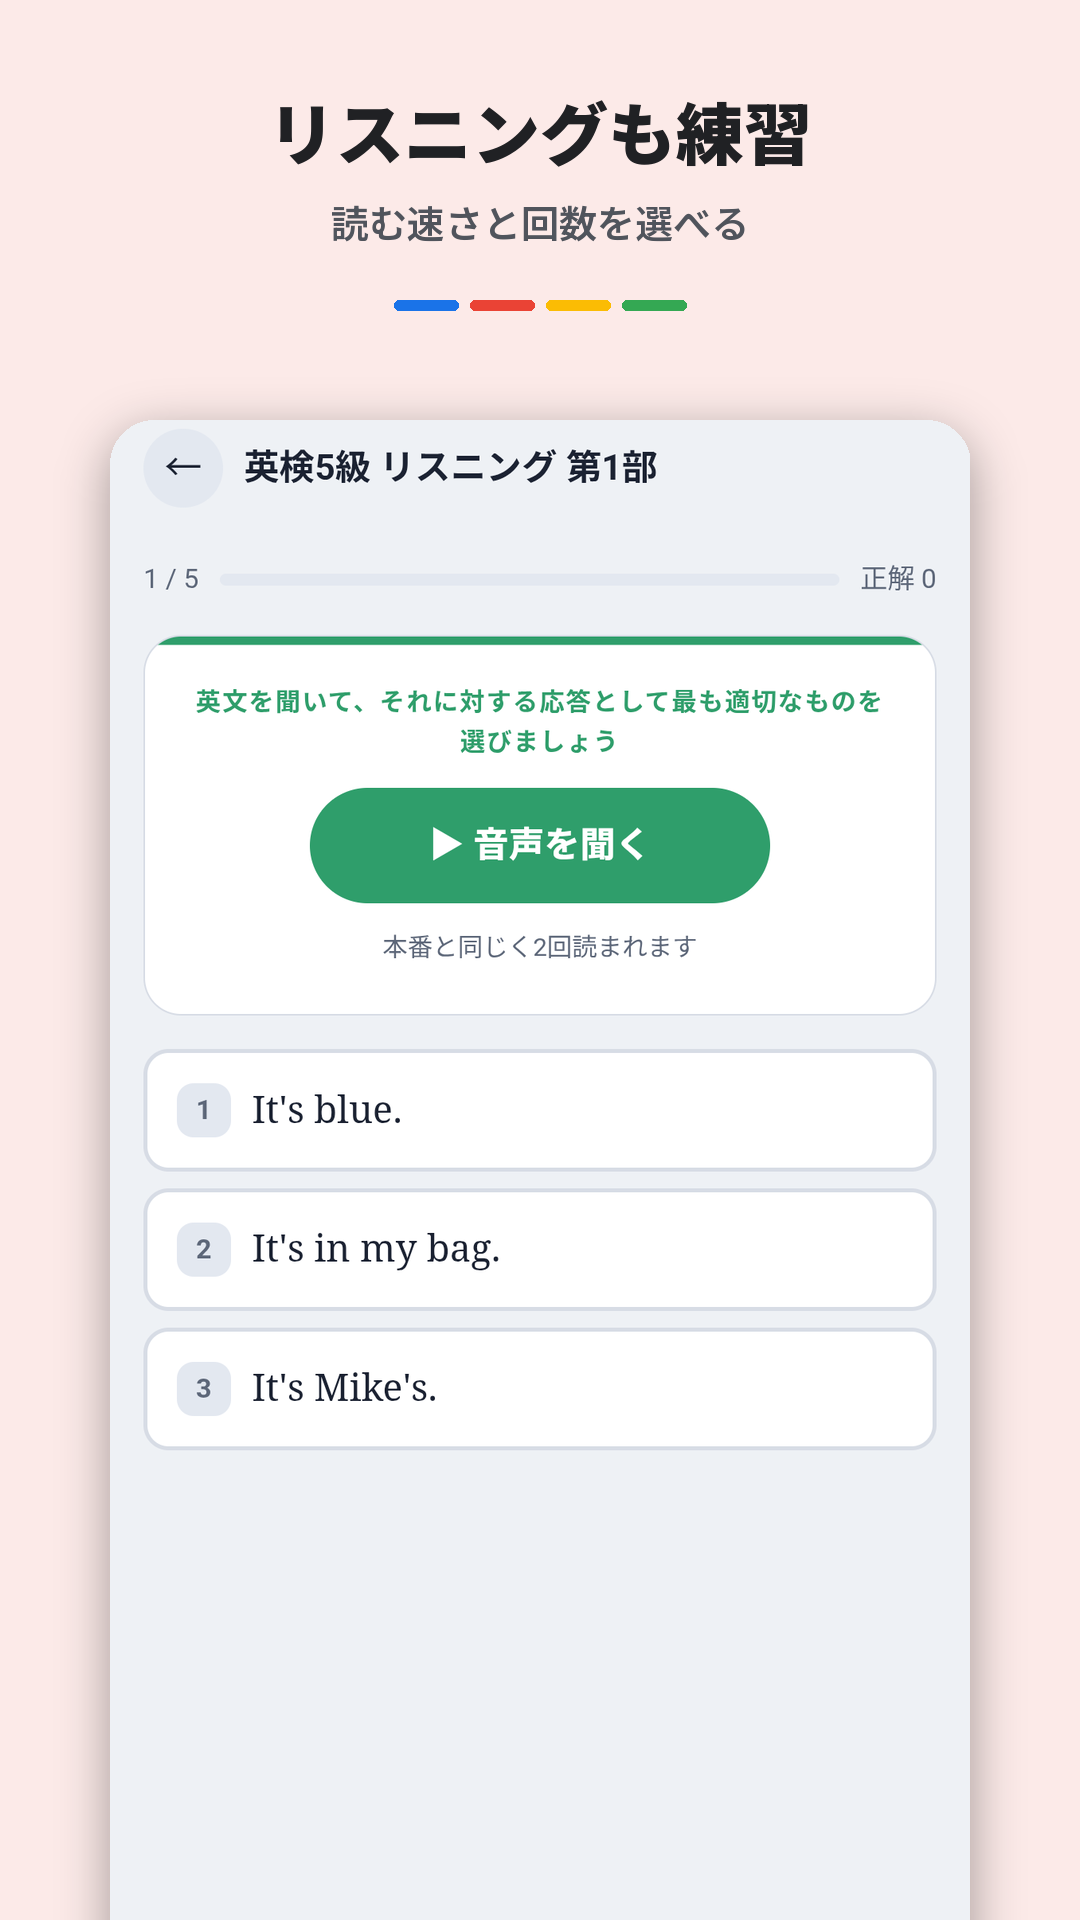 リスニングも練習
読む速さと回数を選べる
← 英検5級 リスニング 第1部
1 / 5 正解 0
英文を聞いて、それに対する応答として最も適切なものを
選びましょう
▶ 音声を聞く
本番と同じく2回読まれます
1 It's blue.
2 It's in my bag.
3 It's Mike's.